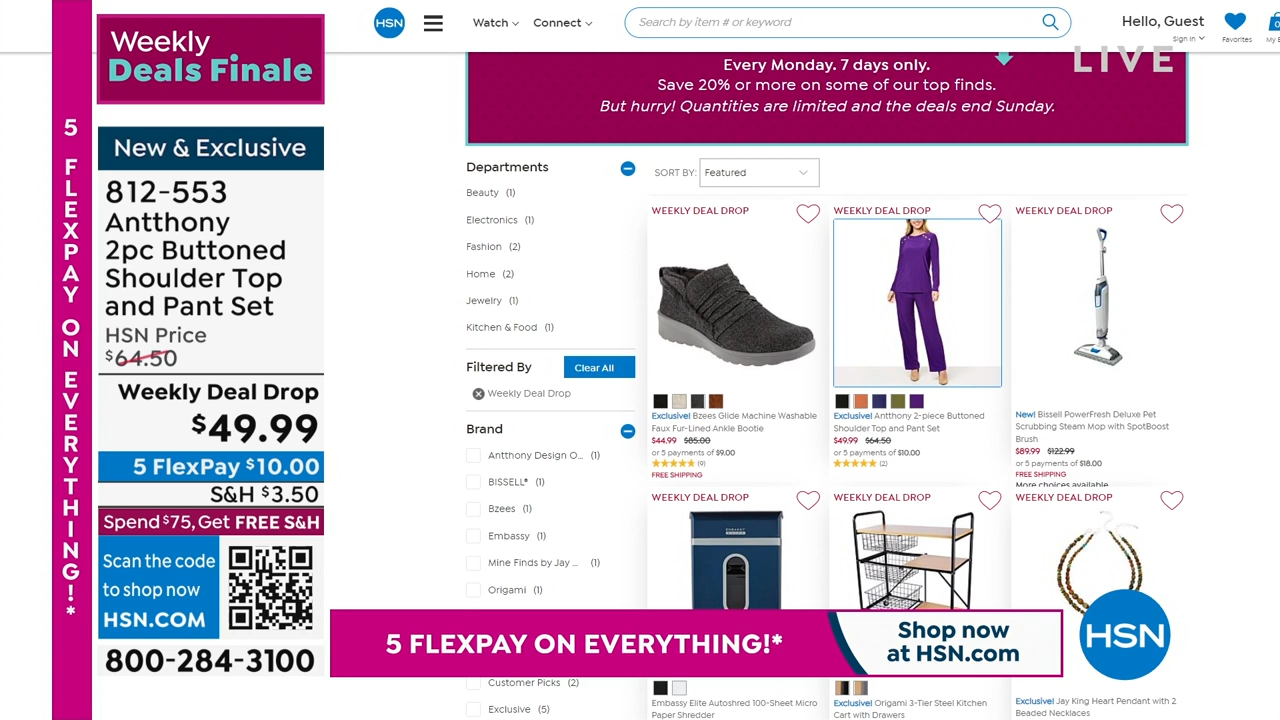 5 FLEXPAY ON EVERYTHING!*
Weekly
Deals Finale
New & Exclusive
812-553
Antthony
2pc Buttoned
Shoulder Top
and Pant Set
HSN Price
$64.50
Weekly Deal Drop
$49.99
5 FlexPay $10.00
S&H $3.50
Spend $75, Get FREE S&H
Scan the code
to shop now
HSN.COM
800-284-3100
HSN
Watch
Connect
Search by item # or keyword
Hello, Guest
Sign In
Favorites
0
LIVE
Every Monday. 7 days only.
Save 20% or more on some of our top finds.
But hurry! Quantities are limited and the deals end Sunday.
Departments
Beauty (1)
Electronics (1)
Fashion (2)
Home (2)
Jewelry (1)
Kitchen & Food (1)
Filtered By
Clear All
Weekly Deal Drop
Brand
Antthony Design O... (1)
BISSELL® (1)
Bzees (1)
Embassy (1)
Mine Finds by Jay ... (1)
Origami (1)
Customer Picks (2)
Exclusive (5)
SORT BY: Featured
WEEKLY DEAL DROP
Exclusive! Bzees Glide Machine Washable
Faux Fur-Lined Ankle Bootie
$44.99 $85.00
or 5 payments of $9.00
(9)
FREE SHIPPING
WEEKLY DEAL DROP
Exclusive! Antthony 2-piece Buttoned
Shoulder Top and Pant Set
$49.99 $64.50
or 5 payments of $10.00
(2)
WEEKLY DEAL DROP
New! Bissell PowerFresh Deluxe Pet
Scrubbing Steam Mop with SpotBoost
Brush
$89.99 $122.99
or 5 payments of $18.00
FREE SHIPPING
More choices available
WEEKLY DEAL DROP
EMBASSY
Embassy Elite Autoshred 100-Sheet Micro
Paper Shredder
WEEKLY DEAL DROP
Exclusive! Origami 3-Tier Steel Kitchen
Cart with Drawers
WEEKLY DEAL DROP
Exclusive! Jay King Heart Pendant with 2
Beaded Necklaces
5 FLEXPAY ON EVERYTHING!*
Shop now
at HSN.com
HSN